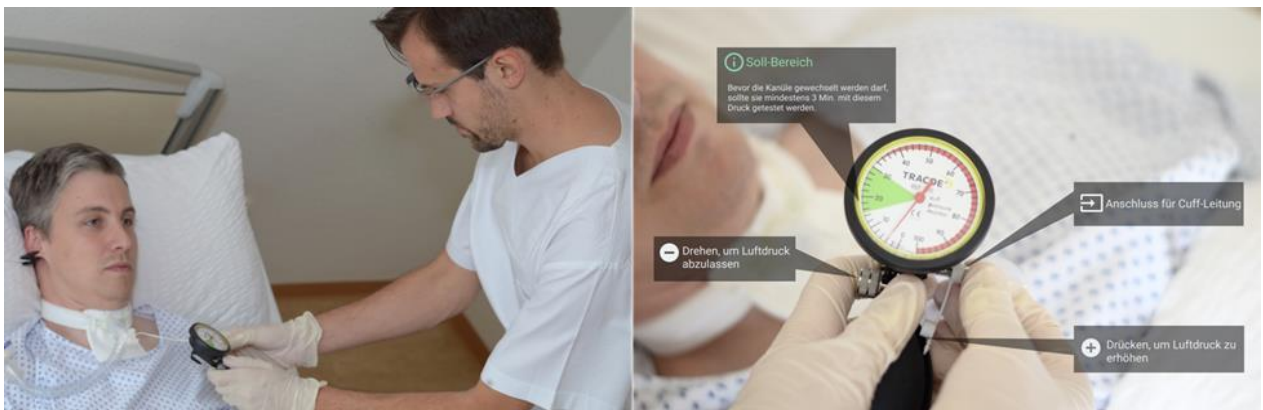 Soll-Bereich
Bevor die Kanüle gewechselt werden darf,
sollte sie mindestens 3 Min. mit diesem
Druck getestet werden.
TRACOE
Anschluss für Cuff-Leitung
Drehen, um Luftdruck
abzulassen
Drücken, um Luftdruck zu
erhöhen